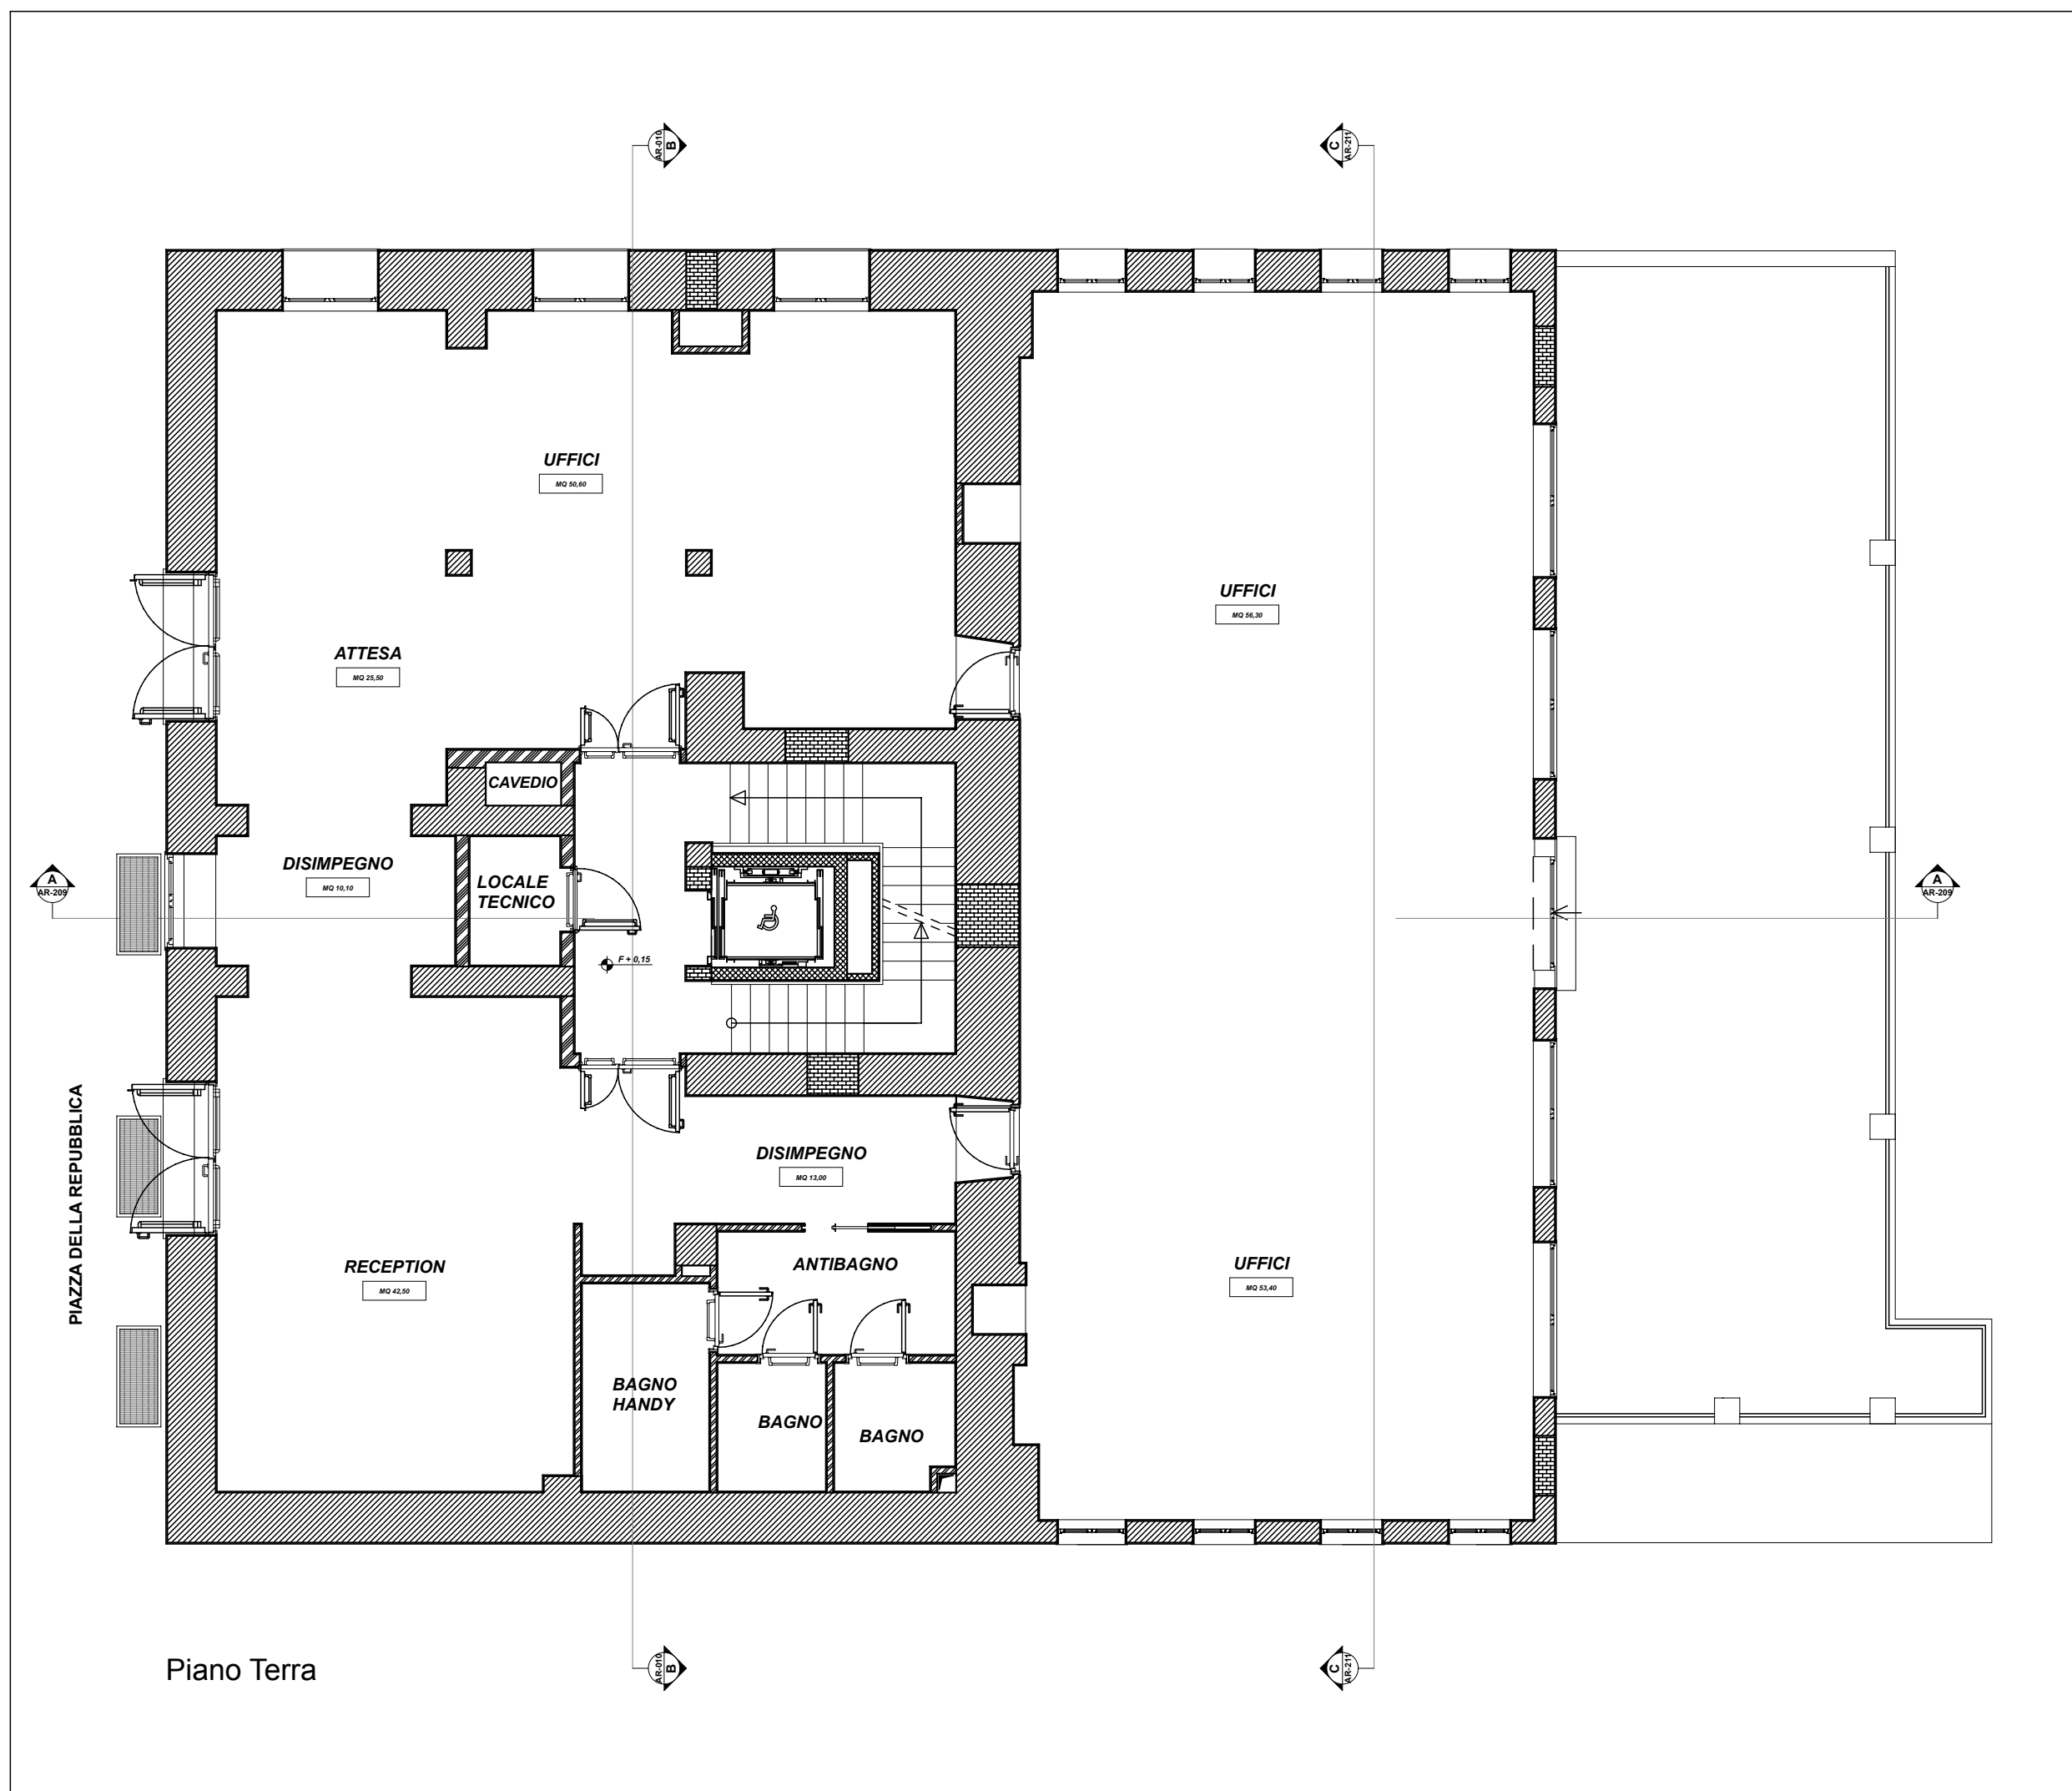 AR-010
B
C
AR-211
UFFICI
MQ 50,60
UFFICI
MQ 56,30
ATTESA
MQ 25,50
CAVEDIO
DISIMPEGNO
MQ 10,10
LOCALE
TECNICO
A
AR-209
A
AR-209
F + 0,15
PIAZZA DELLA REPUBBLICA
DISIMPEGNO
MQ 13,00
RECEPTION
MQ 42,50
ANTIBAGNO
UFFICI
MQ 53,40
BAGNO
HANDY
BAGNO
BAGNO
Piano Terra
AR-010
B
C
AR-211